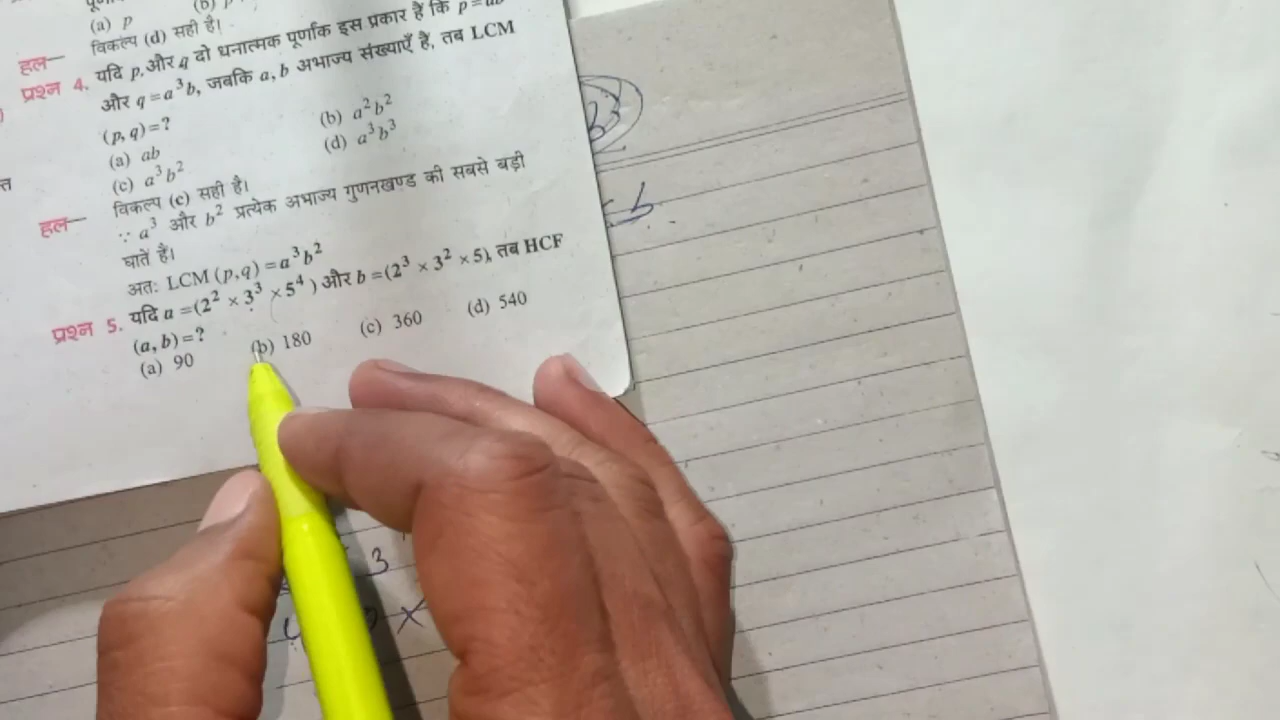 (a) p
हल— विकल्प (d) सही है।
प्रश्न 4. यदि p, और q दो धनात्मक पूर्णांक इस प्रकार हैं कि p = ab
और q = a³b, जबकि a, b अभाज्य संख्याएँ हैं, तब LCM
(p, q) = ?
(a) ab (b) a²b²
(c) a³b² (d) a³b³
हल— विकल्प (c) सही है।
∵ a³ और b² प्रत्येक अभाज्य गुणनखण्ड की सबसे बड़ी
घातें हैं।
अतः LCM (p, q) = a³b²
प्रश्न 5. यदि a = (2² × 3³ × 5⁴) और b = (2³ × 3² × 5), तब HCF
(a, b) = ?
(a) 90 (b) 180 (c) 360 (d) 540
3